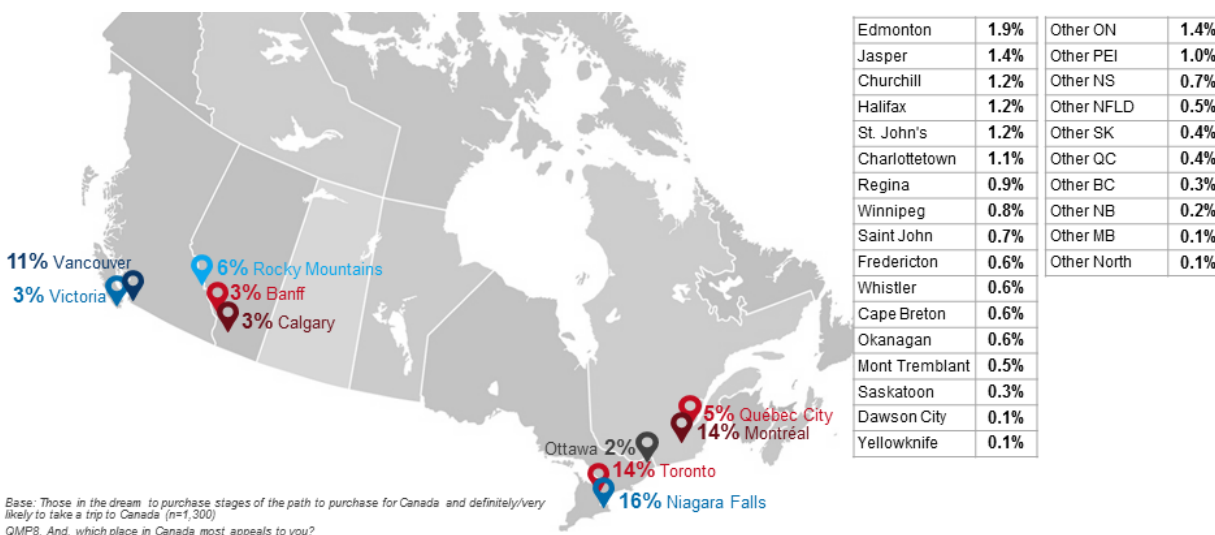 11% Vancouver
3% Victoria
6% Rocky Mountains
3% Banff
3% Calgary
5% Québec City
14% Montréal
Ottawa 2%
14% Toronto
16% Niagara Falls
Base: Those in the dream to purchase stages of the path to purchase for Canada and definitely/very
likely to take a trip to Canada (n=1,300)
QMP8. And, which place in Canada most appeals to you?
Edmonton 1.9%
Jasper 1.4%
Churchill 1.2%
Halifax 1.2%
St. John's 1.2%
Charlottetown 1.1%
Regina 0.9%
Winnipeg 0.8%
Saint John 0.7%
Fredericton 0.6%
Whistler 0.6%
Cape Breton 0.6%
Okanagan 0.6%
Mont Tremblant 0.5%
Saskatoon 0.3%
Dawson City 0.1%
Yellowknife 0.1%
Other ON 1.4%
Other PEI 1.0%
Other NS 0.7%
Other NFLD 0.5%
Other SK 0.4%
Other QC 0.4%
Other BC 0.3%
Other NB 0.2%
Other MB 0.1%
Other North 0.1%